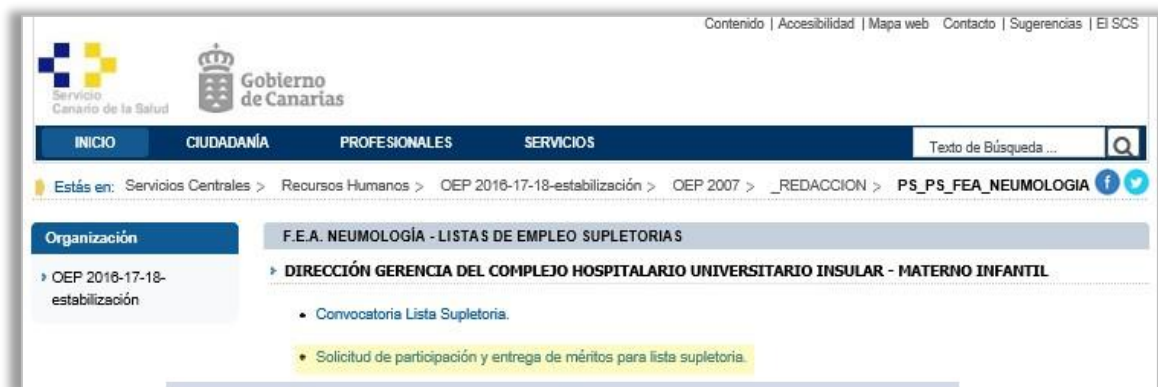 Contenido | Accesibilidad | Mapa web Contacto | Sugerencias | El SCS
Servicio
Canario de la Salud
Gobierno
de Canarias
INICIO CIUDADANÍA PROFESIONALES SERVICIOS Texto de Búsqueda ...
Estás en: Servicios Centrales > Recursos Humanos > OEP 2016-17-18-estabilización > OEP 2007 > _REDACCION > PS_PS_FEA_NEUMOLOGIA
Organización
OEP 2016-17-18-
estabilización
F.E.A. NEUMOLOGÍA - LISTAS DE EMPLEO SUPLETORIAS
DIRECCIÓN GERENCIA DEL COMPLEJO HOSPITALARIO UNIVERSITARIO INSULAR - MATERNO INFANTIL
• Convocatoria Lista Supletoria.
• Solicitud de participación y entrega de méritos para lista supletoria.